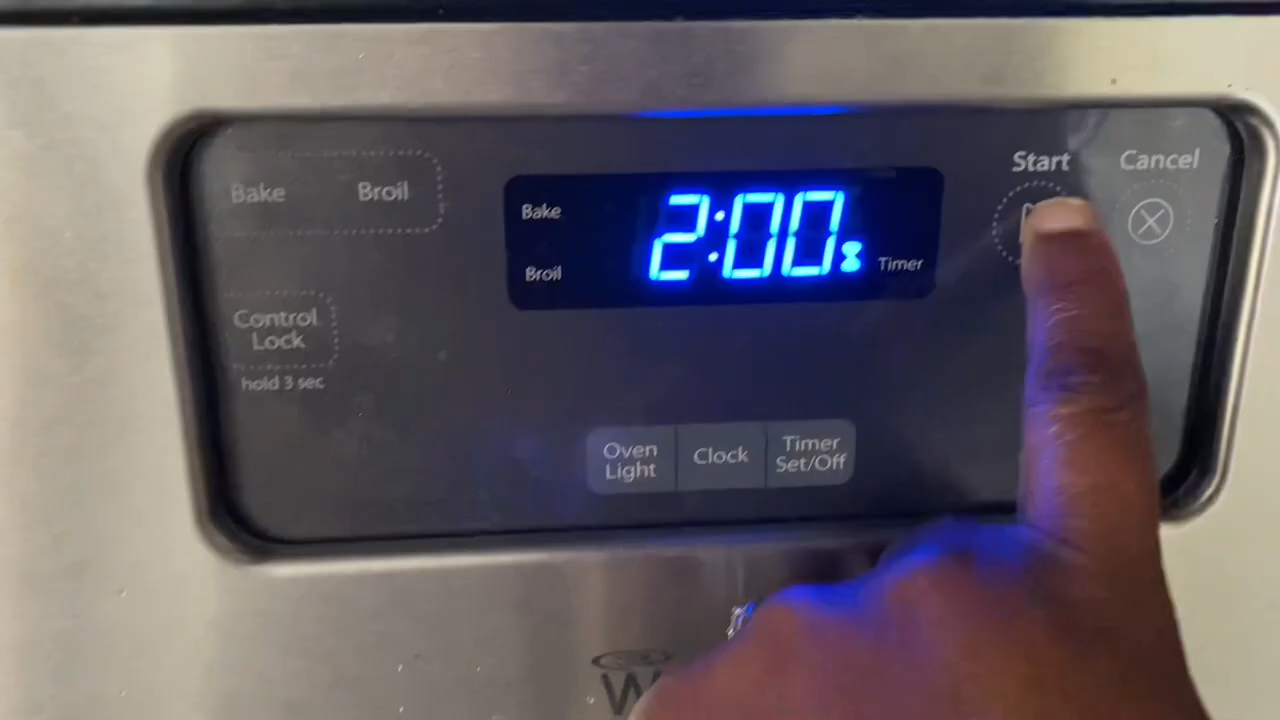 Bake Broil
Bake
Broil
2:00
Timer
Start
Cancel
Control
Lock
hold 3 sec
Oven
Light
Clock
Timer
Set/Off
W